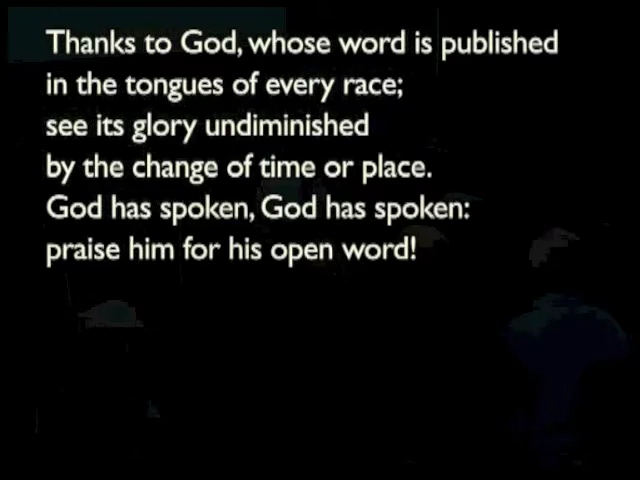 Thanks to God, whose word is published
in the tongues of every race;
see its glory undiminished
by the change of time or place.
God has spoken, God has spoken:
praise him for his open word!